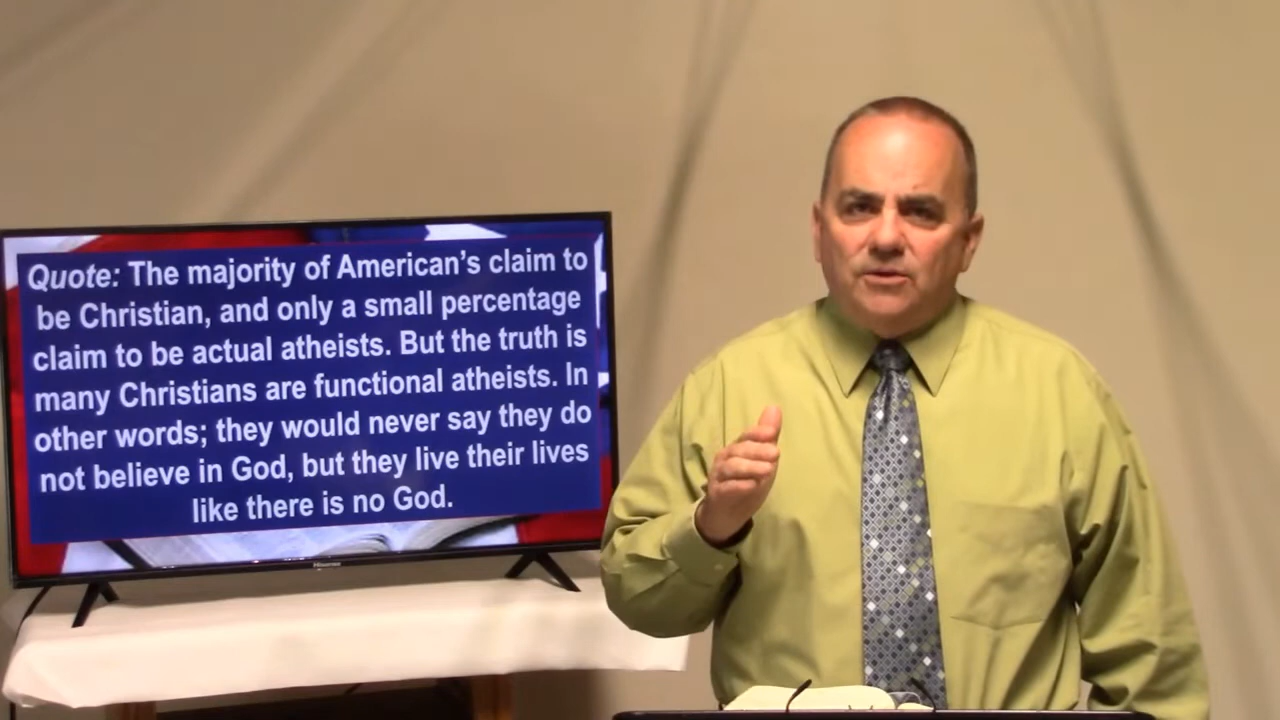 Quote: The majority of American's claim to
be Christian, and only a small percentage
claim to be actual atheists. But the truth is
many Christians are functional atheists. In
other words; they would never say they do
not believe in God, but they live their lives
like there is no God.
Hisense